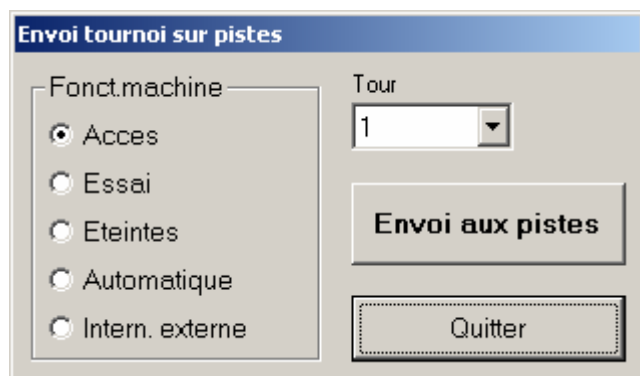 Envoi tournoi sur pistes
Fonct.machine
Acces
Essai
Eteintes
Automatique
Intern. externe
Tour
1
Envoi aux pistes
Quitter